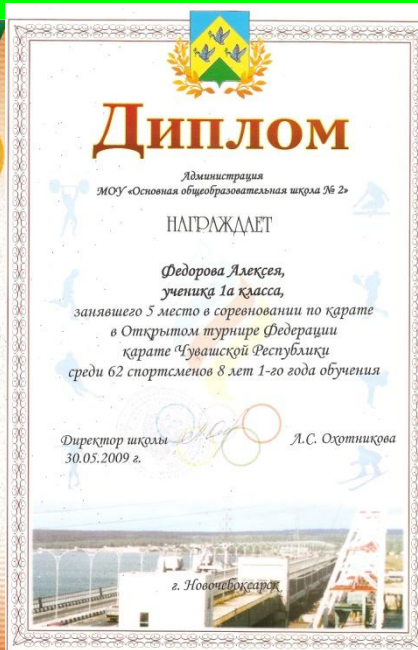 Диплом
Администрация
МОУ «Основная общеобразовательная школа № 2»
НАГРАЖДАЕТ
Федорова Алексея,
ученика 1а класса,
занявшего 5 место в соревновании по карате
в Открытом турнире Федерации
карате Чувашской Республики
среди 62 спортсменов 8 лет 1-го года обучения
Директор школы Л.С. Охотникова
30.05.2009 г.
г. Новочебоксарск